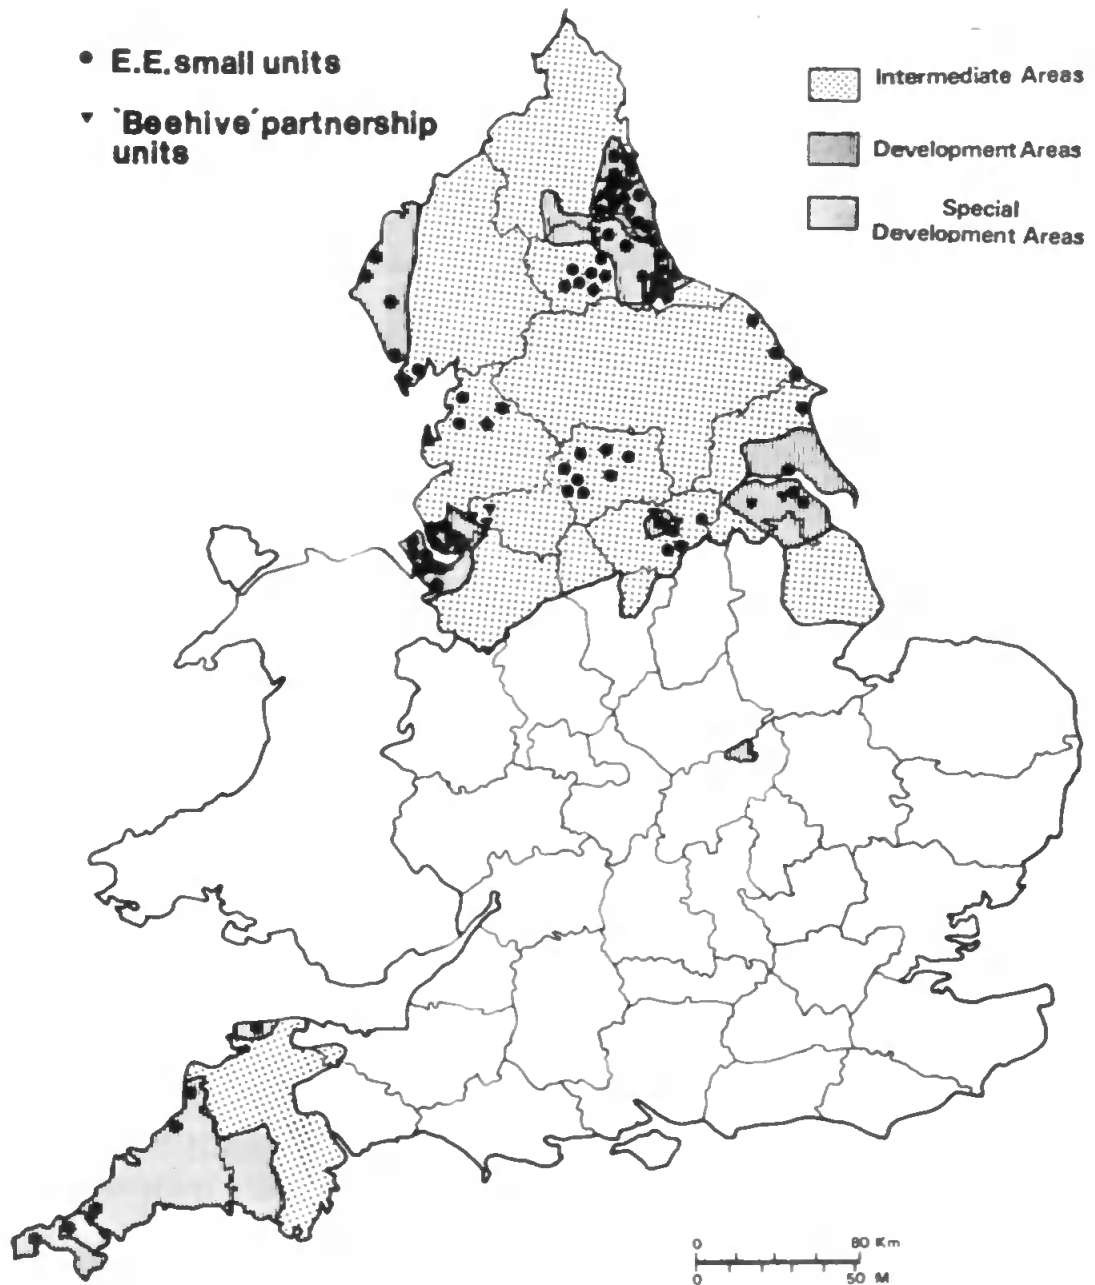 E.E. small units
`Beehive´ partnership
units
Intermediate Areas
Development Areas
Special
Development Areas
0 80 Km
0 50 M